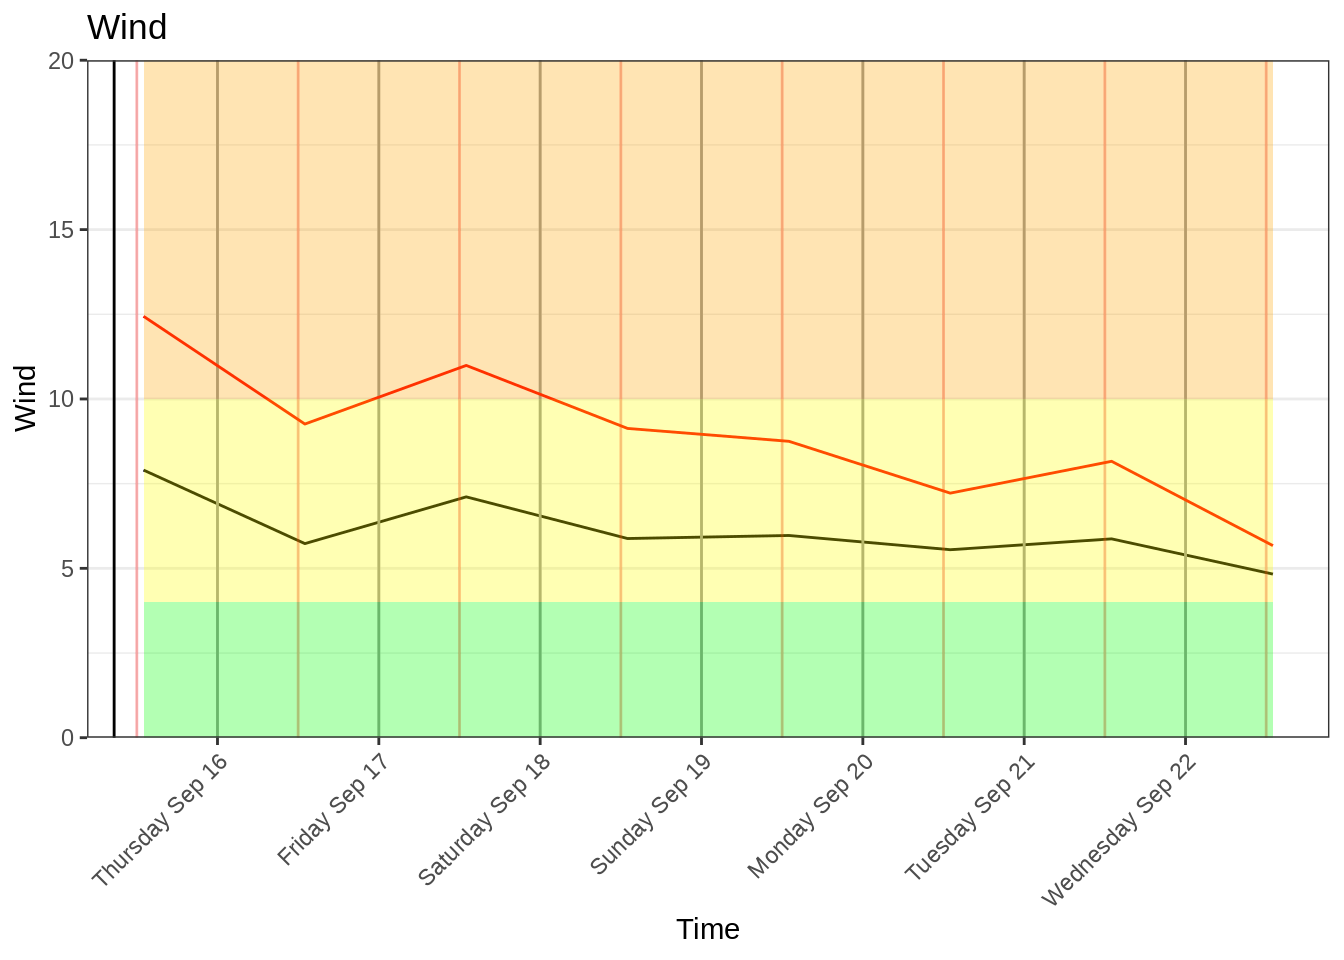 Wind
20
15
10
5
0
Wind
Thursday Sep 16
Friday Sep 17
Saturday Sep 18
Sunday Sep 19
Monday Sep 20
Tuesday Sep 21
Wednesday Sep 22
Time